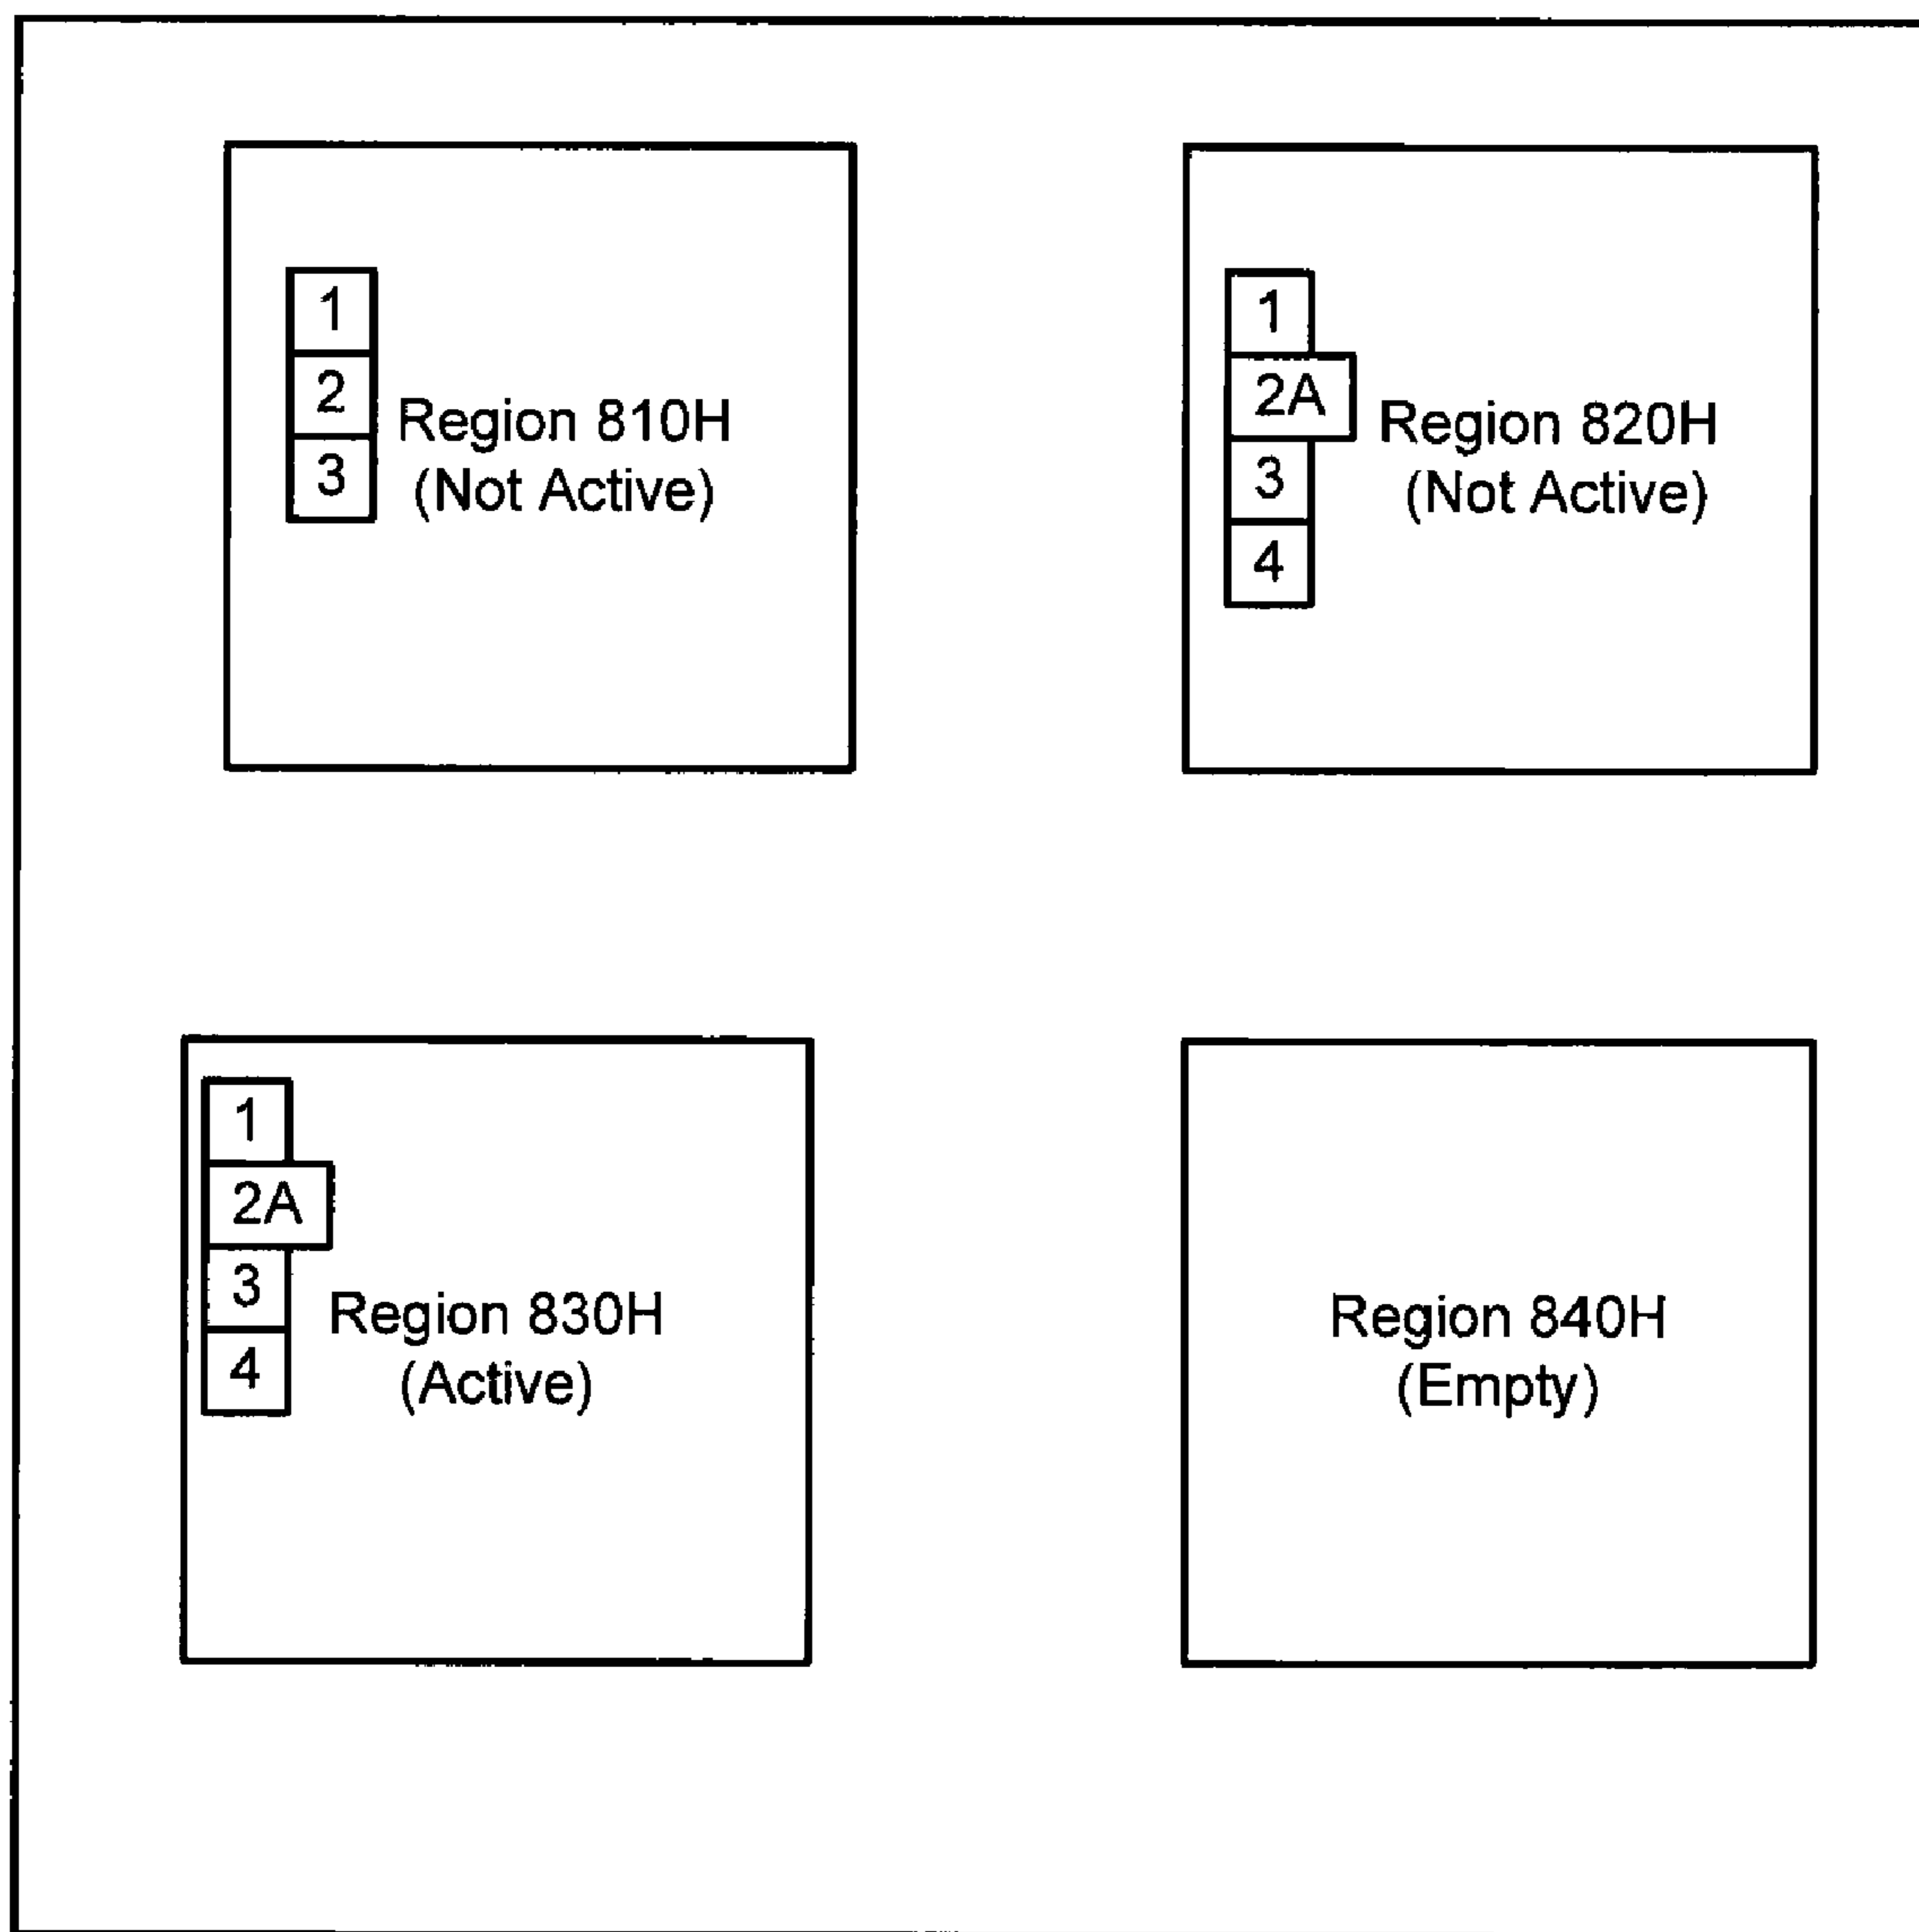 1
2
3
Region 810H
(Not Active)
1
2A
3
4
Region 820H
(Not Active)
1
2A
3
4
Region 830H
(Active)
Region 840H
(Empty)